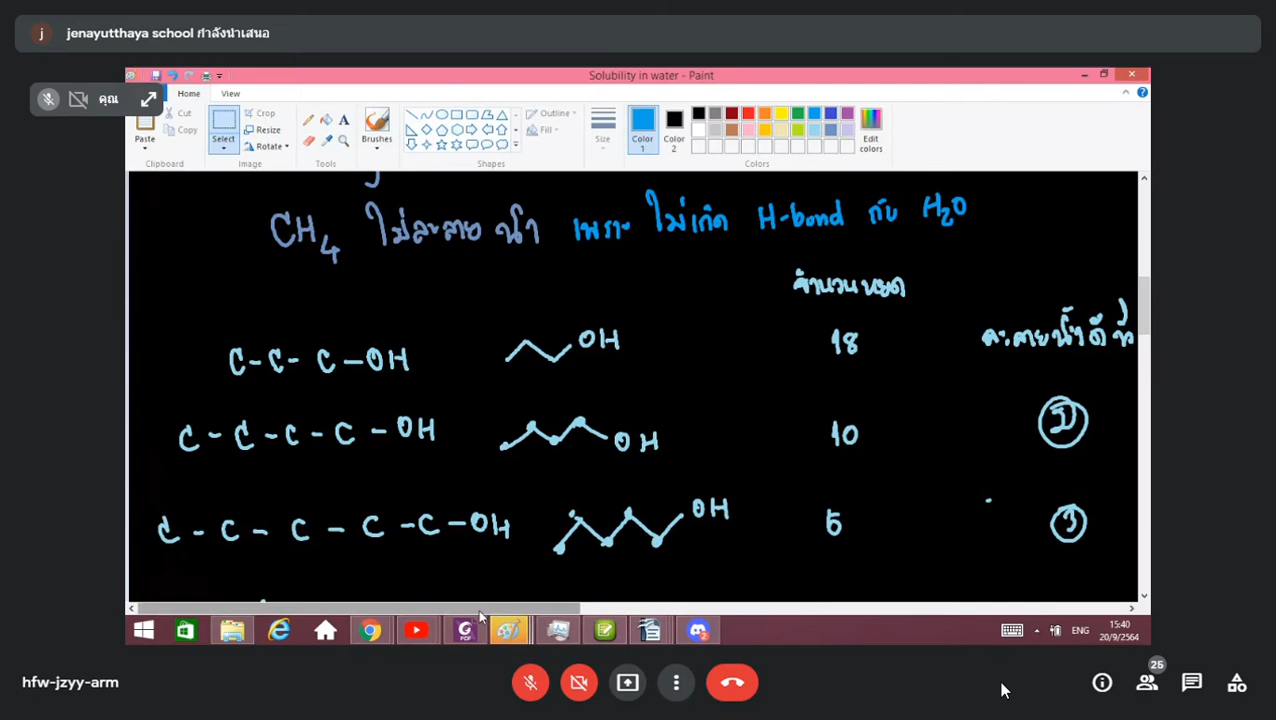 j jenayutthaya school กำลังนำเสนอ
Solubility in water - Paint
คุณ
Home View
Cut
Copy
Paste
Crop
Resize
Rotate
Select
Brushes
Outline
Fill
Size
Color 1
Color 2
Edit colors
Clipboard Image Tools Shapes Colors
CH4 ไม่ละลายน้ำ เพราะ ไม่เกิด H-bond กับ H2O
จำนวนหยด
C - C - C - OH OH 18
C - C - C - C - OH OH 10 2
C - C - C - C - C - OH OH 5 3
PDF
2
ENG
15:40
20/9/2564
hfw-jzyy-arm
25